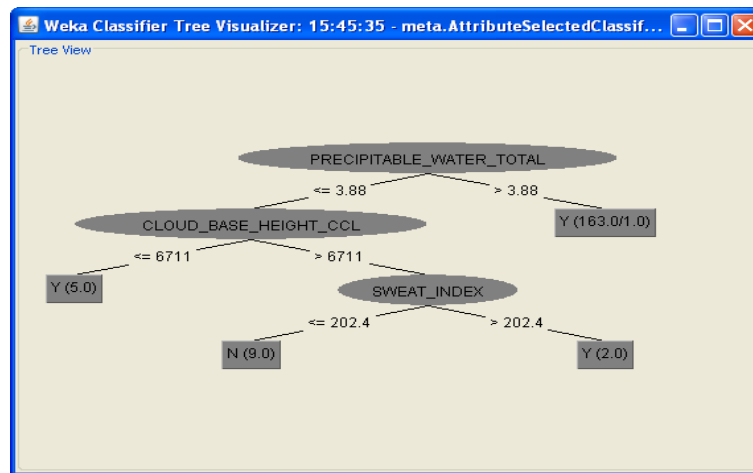 Weka Classifier Tree Visualizer: 15:45:35 - meta.AttributeSelectedClassif...
Tree View
PRECIPITABLE_WATER_TOTAL
<= 3.88
> 3.88
CLOUD_BASE_HEIGHT_CCL
Y (163.0/1.0)
<= 6711
> 6711
Y (5.0)
SWEAT_INDEX
<= 202.4
> 202.4
N (9.0)
Y (2.0)